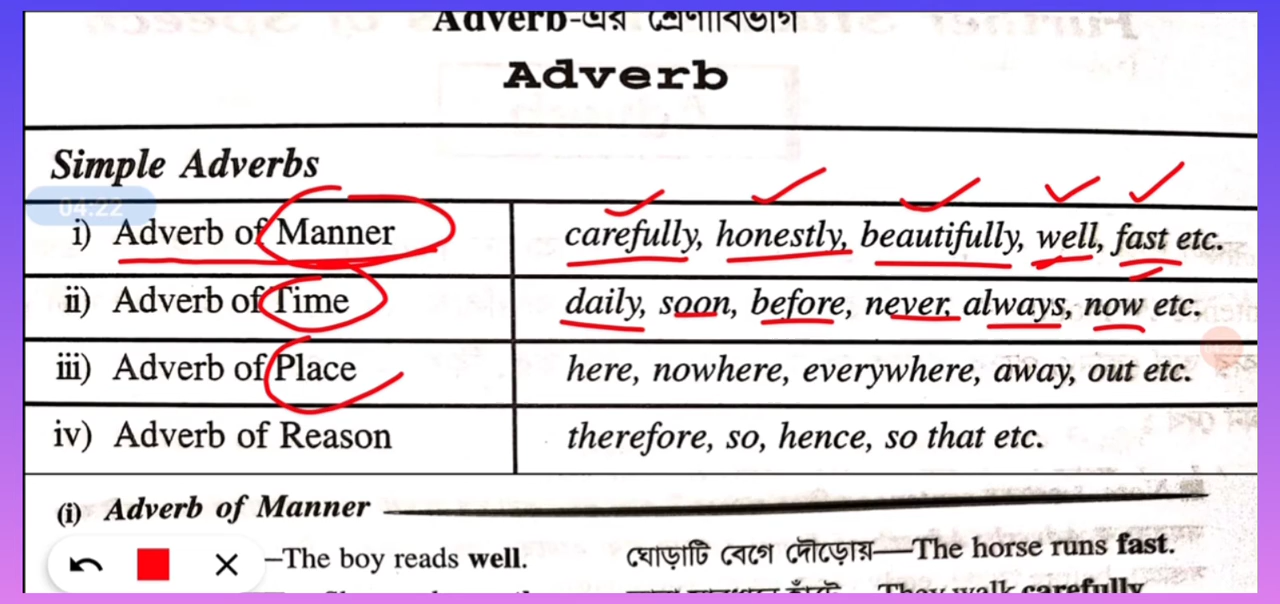 Adverb-এর শ্রেণীবিভাগ
Adverb
Simple Adverbs
04:22
i) Adverb of Manner carefully, honestly, beautifully, well, fast etc.
ii) Adverb of Time daily, soon, before, never, always, now etc.
iii) Adverb of Place here, nowhere, everywhere, away, out etc.
iv) Adverb of Reason therefore, so, hence, so that etc.
(i) Adverb of Manner
—The boy reads well. ঘোড়াটি বেগে দৌড়োয়—The horse runs fast.
They walk carefully